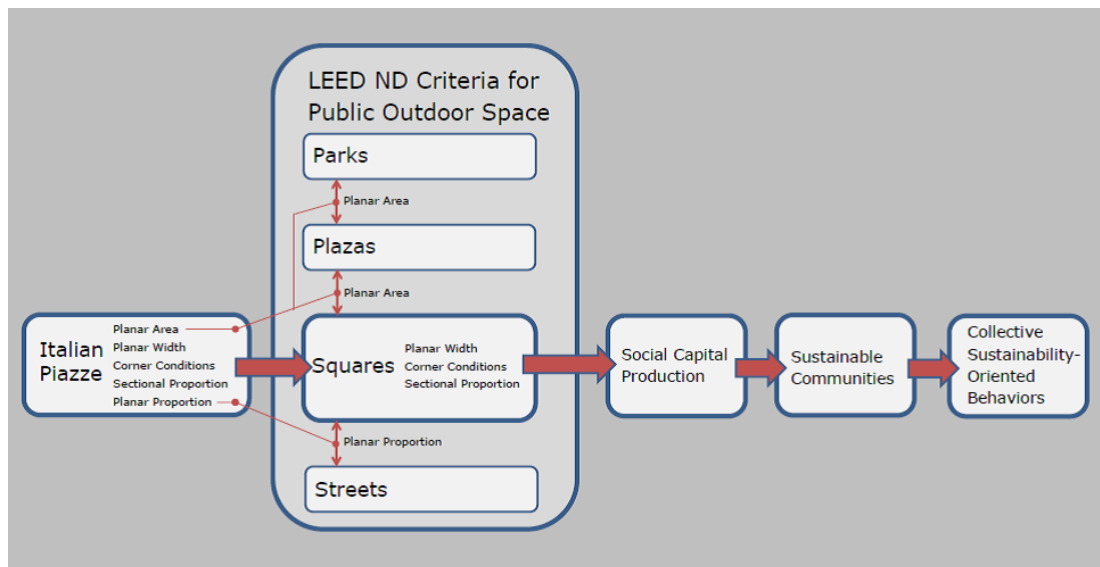 LEED ND Criteria for
Public Outdoor Space
Parks
Planar Area
Plazas
Planar Area
Italian
Piazze
Planar Area
Planar Width
Corner Conditions
Sectional Proportion
Planar Proportion
Squares
Planar Width
Corner Conditions
Sectional Proportion
Planar Proportion
Streets
Social Capital
Production
Sustainable
Communities
Collective
Sustainability-
Oriented
Behaviors